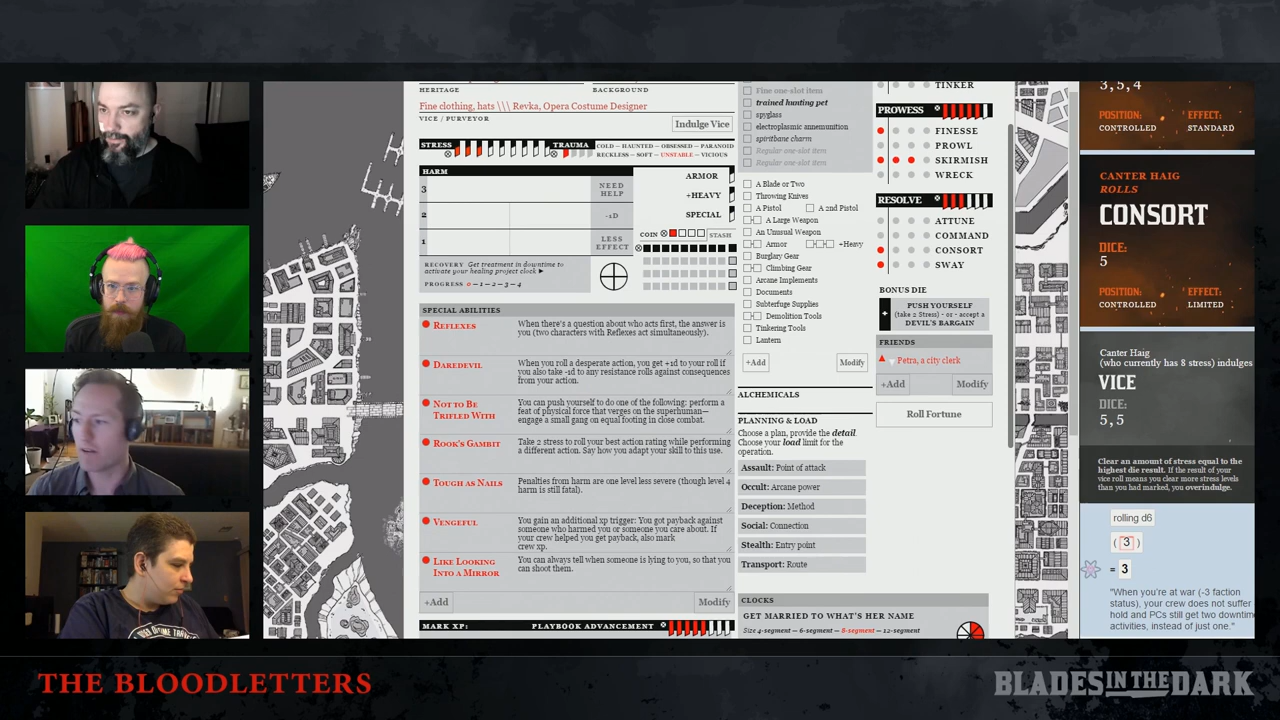 HERITAGE
BACKGROUND
Fine clothing, hats \\\ Revka, Opera Costume Designer
VICE / PURVEYOR
Indulge Vice
STRESS
TRAUMA
COLD — HAUNTED — OBSESSED — PARANOID
RECKLESS — SOFT — UNSTABLE — VICIOUS
HARM
3
NEED
HELP
2
-1D
1
LESS
EFFECT
ARMOR
+HEAVY
SPECIAL
COIN
STASH
RECOVERY Get treatment in downtime to
activate your healing project clock ►
PROGRESS 0 — 1 — 2 — 3 — 4
SPECIAL ABILITIES
REFLEXES
When there's a question about who acts first, the answer is
you (two characters with Reflexes act simultaneously).
DAREDEVIL
When you roll a desperate action, you get +1d to your roll if
you also take -1d to any resistance rolls against consequences
from your action.
NOT TO BE
TRIFLED WITH
You can push yourself to do one of the following: perform a
feat of physical force that verges on the superhuman—
engage a small gang on equal footing in close combat.
ROOK'S GAMBIT
Take 2 stress to roll your best action rating while performing
a different action. Say how you adapt your skill to this use.
TOUGH AS NAILS
Penalties from harm are one level less severe (though level 4
harm is still fatal).
VENGEFUL
You gain an additional xp trigger: You got payback against
someone who harmed you or someone you care about. If
your crew helped you get payback, also mark
crew xp.
LIKE LOOKING
INTO A MIRROR
You can always tell when someone is lying to you, so that you
can shoot them.
+Add
Modify
MARK XP:
PLAYBOOK ADVANCEMENT
Fine one-slot item
trained hunting pet
spyglass
electroplasmic ammenunition
spiritbane charm
Regular one-slot item
Regular one-slot item
A Blade or Two
Throwing Knives
A Pistol
A 2nd Pistol
A Large Weapon
An Unusual Weapon
Armor
+Heavy
Burglary Gear
Climbing Gear
Arcane Implements
Documents
Subterfuge Supplies
Demolition Tools
Tinkering Tools
Lantern
+Add
Modify
ALCHEMICALS
PLANNING & LOAD
Choose a plan, provide the detail.
Choose your load limit for the
operation.
Assault: Point of attack
Occult: Arcane power
Deception: Method
Social: Connection
Stealth: Entry point
Transport: Route
CLOCKS
GET MARRIED TO WHAT'S HER NAME
Size 4-segment — 6-segment — 8-segment — 12-segment
TINKER
PROWESS
FINESSE
PROWL
SKIRMISH
WRECK
RESOLVE
ATTUNE
COMMAND
CONSORT
SWAY
BONUS DIE
PUSH YOURSELF
(take 2 Stress) - or - accept a
DEVIL'S BARGAIN
FRIENDS
Petra, a city clerk
+Add
Modify
Roll Fortune
3, 5, 4
POSITION:
EFFECT:
CONTROLLED
STANDARD
CANTER HAIG
ROLLS
CONSORT
DICE:
5
POSITION:
EFFECT:
CONTROLLED
LIMITED
Canter Haig
(who currently has 8 stress) indulges
VICE
DICE:
5, 5
Clear an amount of stress equal to the
highest die result. If the result of your
vice roll means you clear more stress levels
than you had marked, you overindulge.
rolling d6
( 3 )
= 3
"When you're at war (-3 faction
status), your crew does not suffer
hold and PCs still get two downtime
activities, instead of just one."
THE BLOODLETTERS
BLADES IN THE DARK